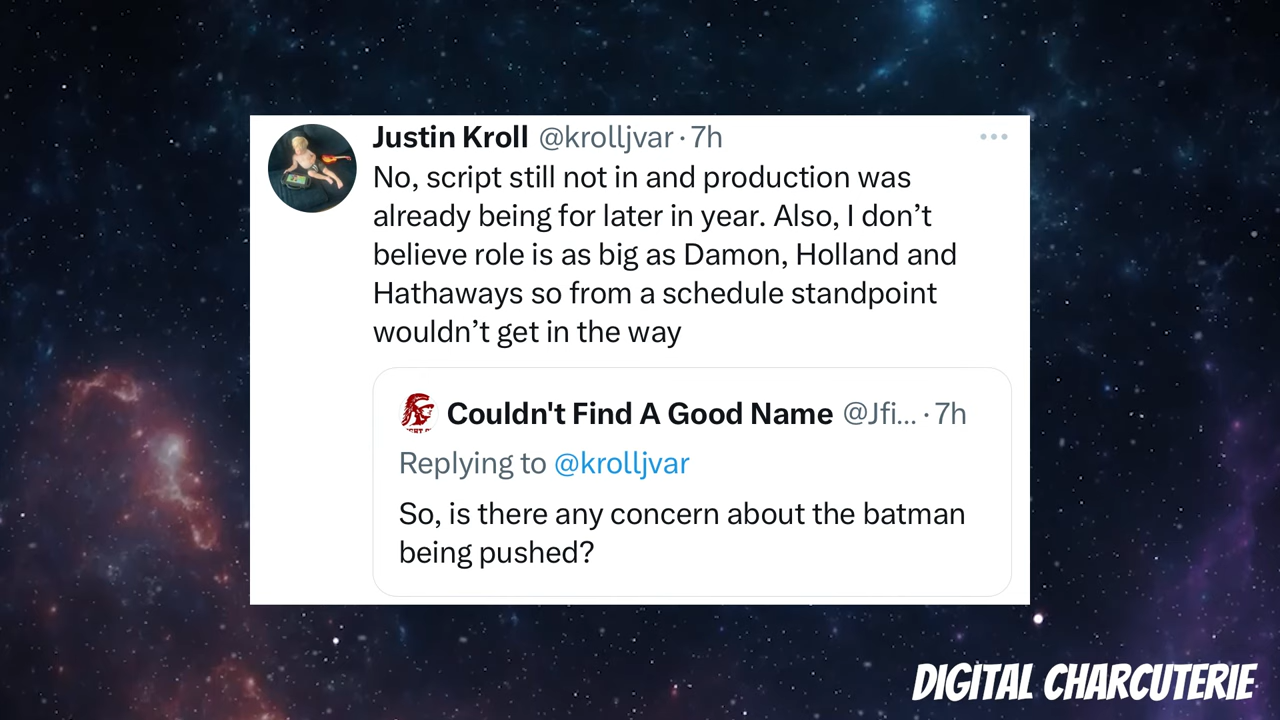 Justin Kroll @krolljvar · 7h
No, script still not in and production was
already being for later in year. Also, I don’t
believe role is as big as Damon, Holland and
Hathaways so from a schedule standpoint
wouldn’t get in the way
Couldn't Find A Good Name @Jfi... · 7h
Replying to @krolljvar
So, is there any concern about the batman
being pushed?
DIGITAL CHARCUTERIE